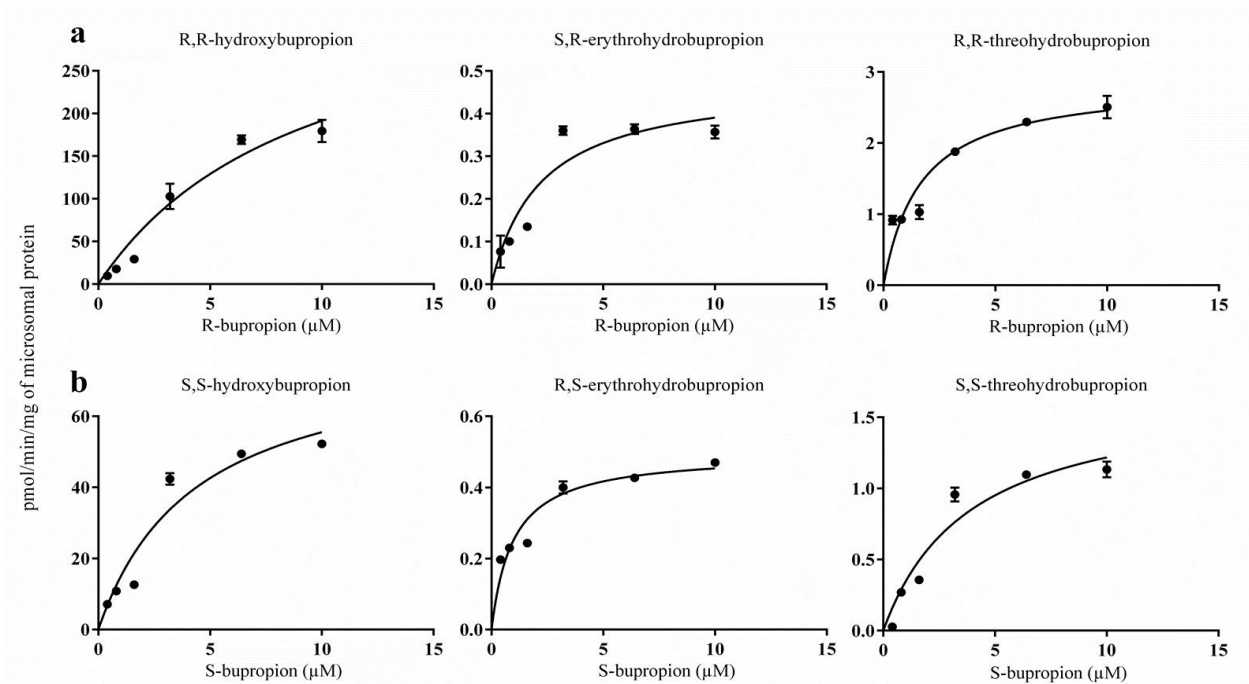 a
R,R-hydroxybupropion
S,R-erythrohydrobupropion
R,R-threohydrobupropion
250
200
150
100
50
0
0 5 10 15
R-bupropion (µM)
0.5
0.4
0.3
0.2
0.1
0.0
0 5 10 15
R-bupropion (µM)
3
2
1
0
0 5 10 15
R-bupropion (µM)
pmol/min/mg of microsomal protein
b
S,S-hydroxybupropion
R,S-erythrohydrobupropion
S,S-threohydrobupropion
60
40
20
0
0 5 10 15
S-bupropion (µM)
0.6
0.4
0.2
0.0
0 5 10 15
S-bupropion (µM)
1.5
1.0
0.5
0.0
0 5 10 15
S-bupropion (µM)